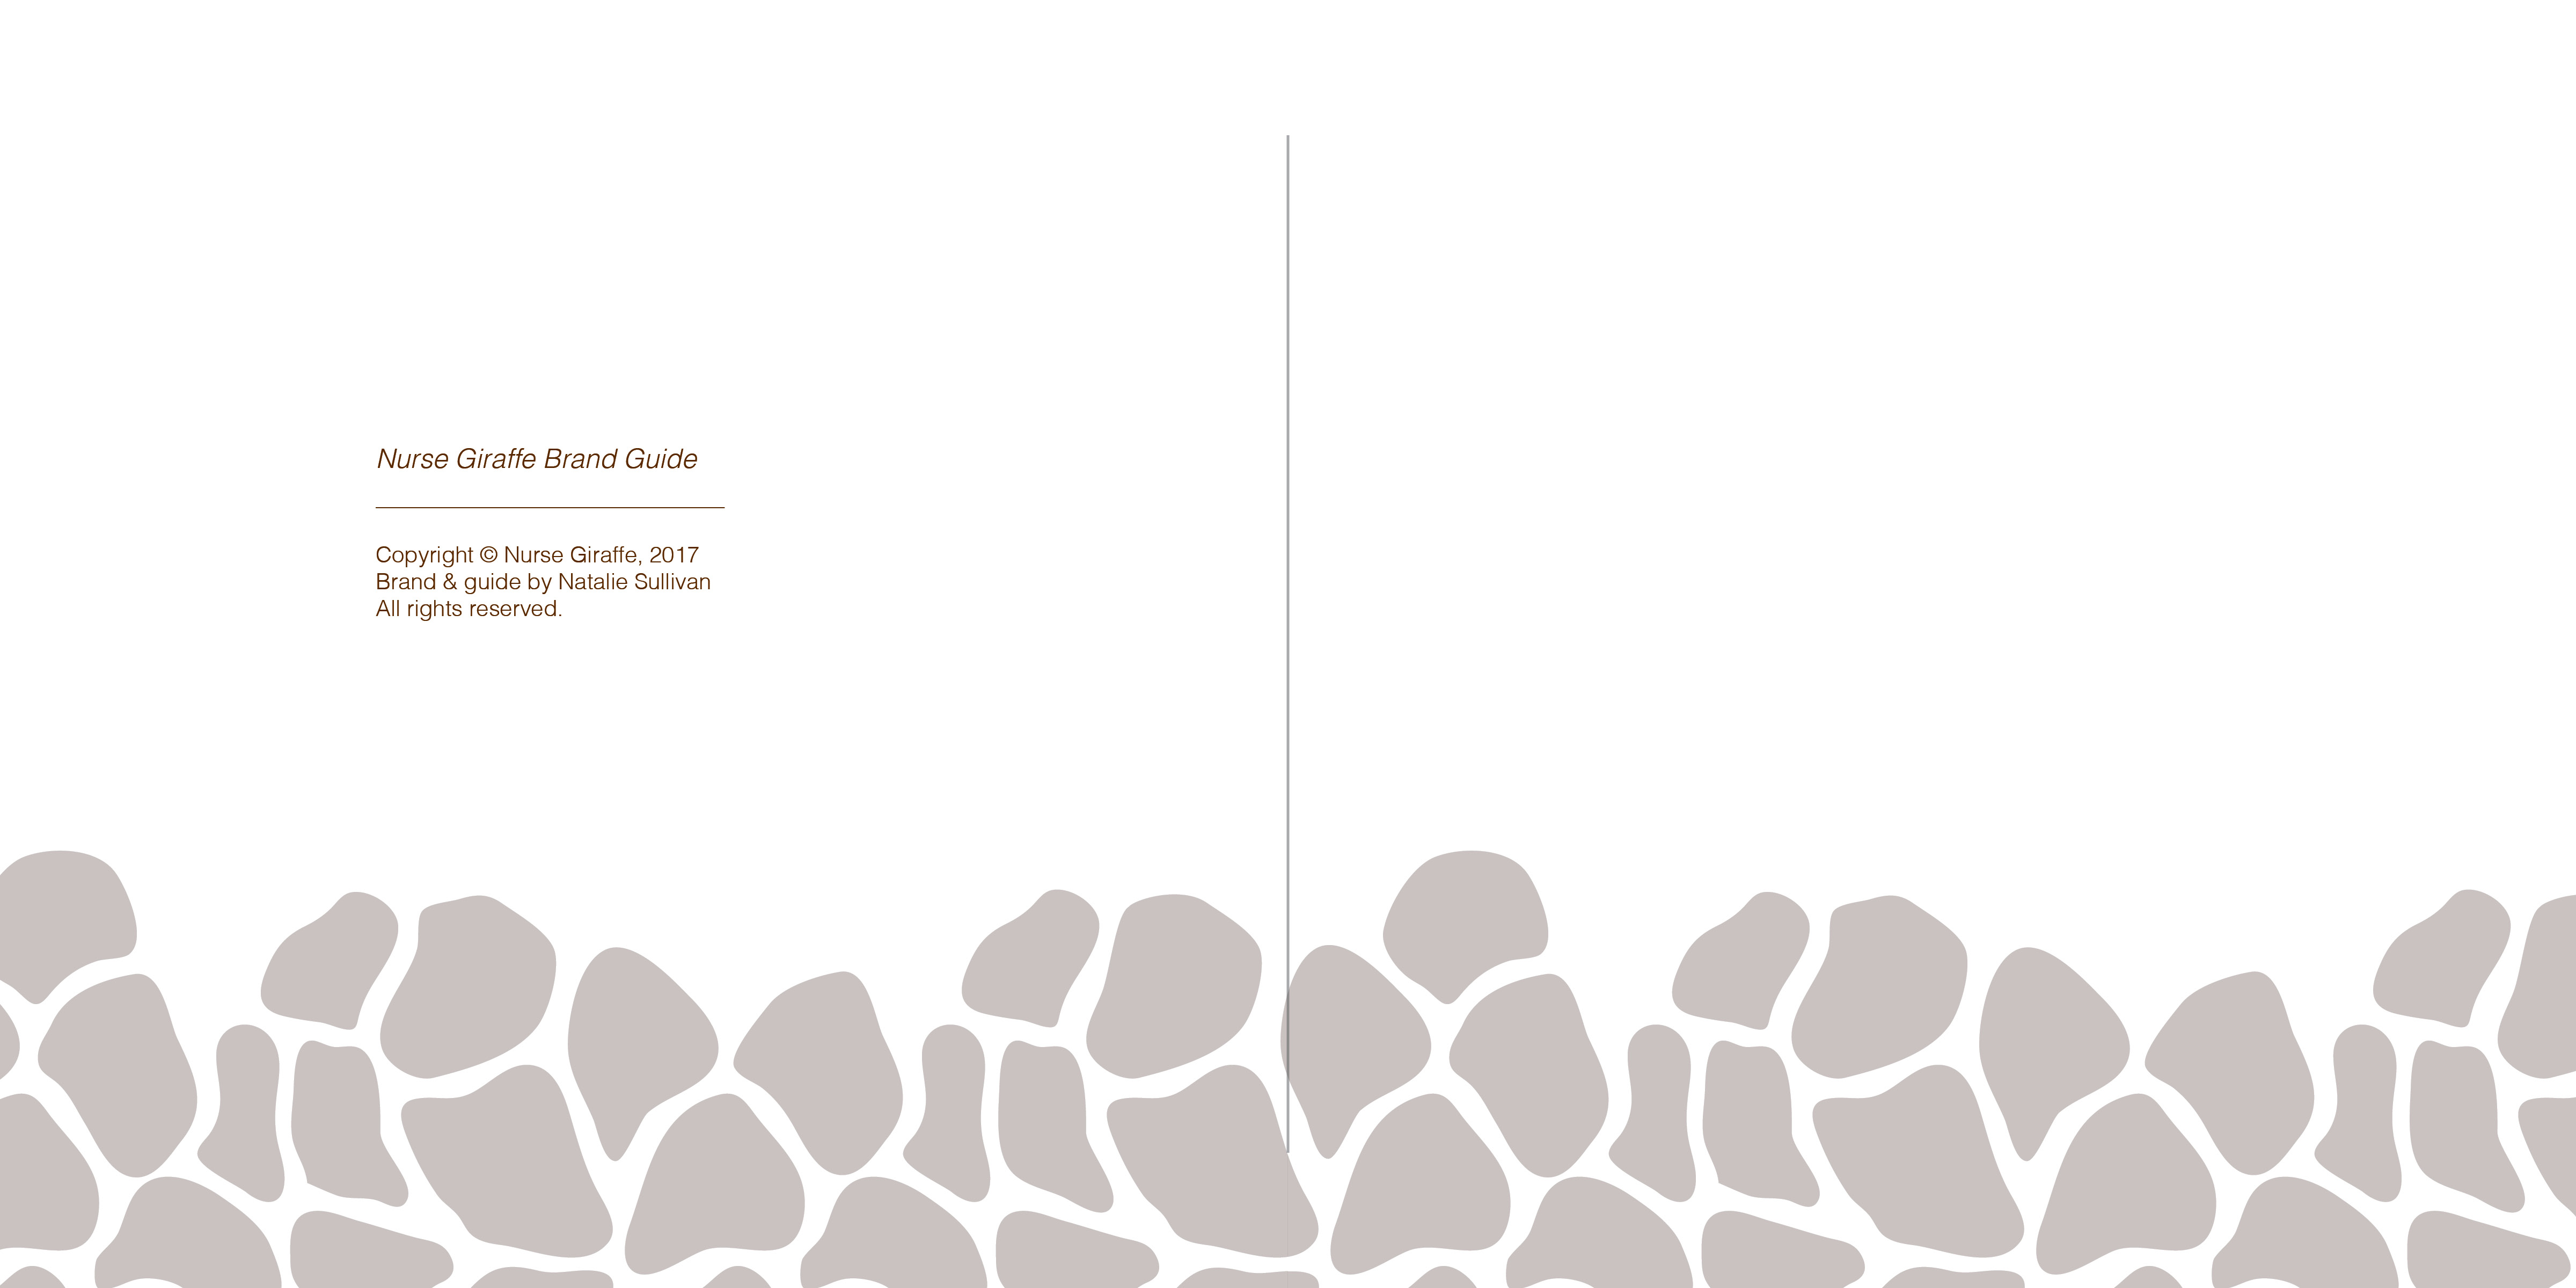 Nurse Giraffe Brand Guide
Copyright © Nurse Giraffe, 2017
Brand & guide by Natalie Sullivan
All rights reserved.